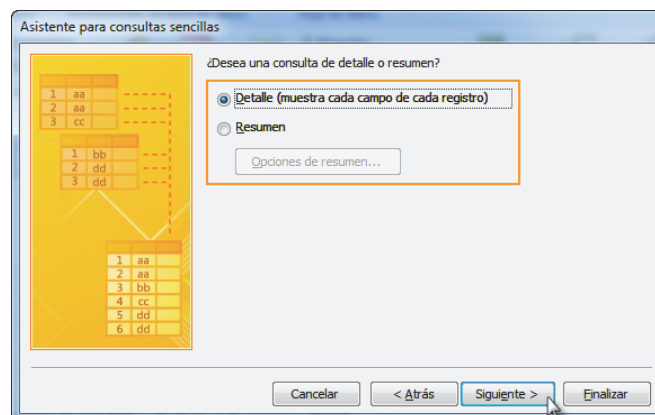 Asistente para consultas sencillas
¿Desea una consulta de detalle o resumen?
Detalle (muestra cada campo de cada registro)
Resumen
Opciones de resumen...
1 aa
2 aa
3 cc
1 bb
2 dd
3 dd
1 aa
2 aa
3 bb
4 cc
5 dd
6 dd
Cancelar
< Atrás
Siguiente >
Finalizar